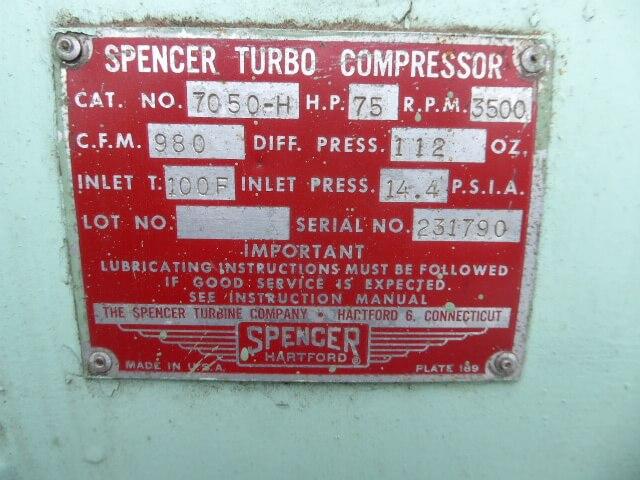 SPENCER TURBO COMPRESSOR
CAT. NO. 7050-H H.P. 75 R.P.M. 3500
C.F.M. 980 DIFF. PRESS. 112 OZ.
INLET T. 100F INLET PRESS. 14.4 P.S.I.A.
LOT NO. SERIAL NO. 231790
IMPORTANT
LUBRICATING INSTRUCTIONS MUST BE FOLLOWED
IF GOOD SERVICE IS EXPECTED.
SEE INSTRUCTION MANUAL
THE SPENCER TURBINE COMPANY • HARTFORD 6, CONNECTICUT
SPENCER
HARTFORD ®
MADE IN U.S.A. PLATE 189